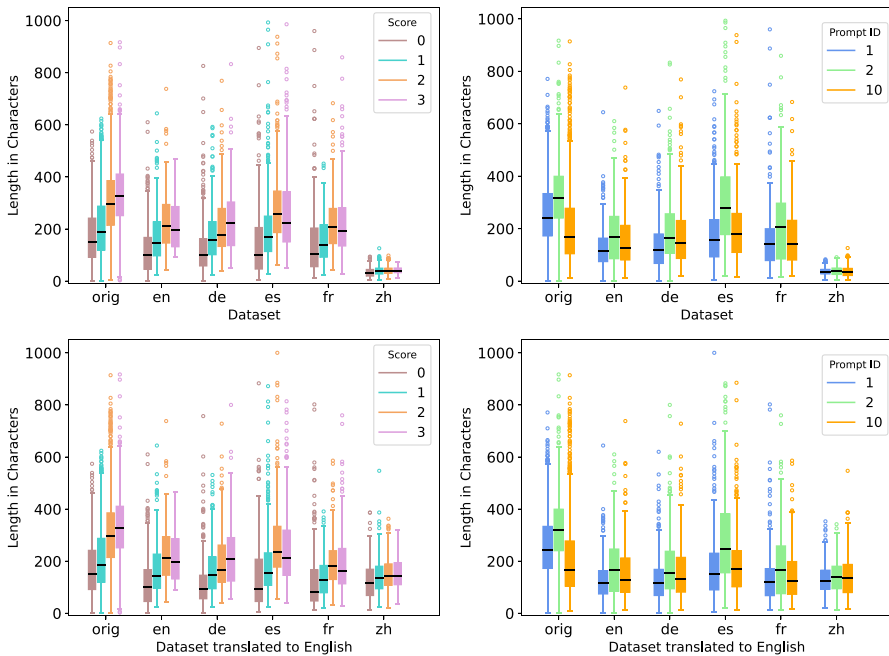 1000
800
600
400
200
0
Length in Characters
Score
0
1
2
3
orig en de es fr zh
Dataset
1000
800
600
400
200
0
Length in Characters
Prompt ID
1
2
10
orig en de es fr zh
Dataset
1000
800
600
400
200
0
Length in Characters
Score
0
1
2
3
orig en de es fr zh
Dataset translated to English
1000
800
600
400
200
0
Length in Characters
Prompt ID
1
2
10
orig en de es fr zh
Dataset translated to English